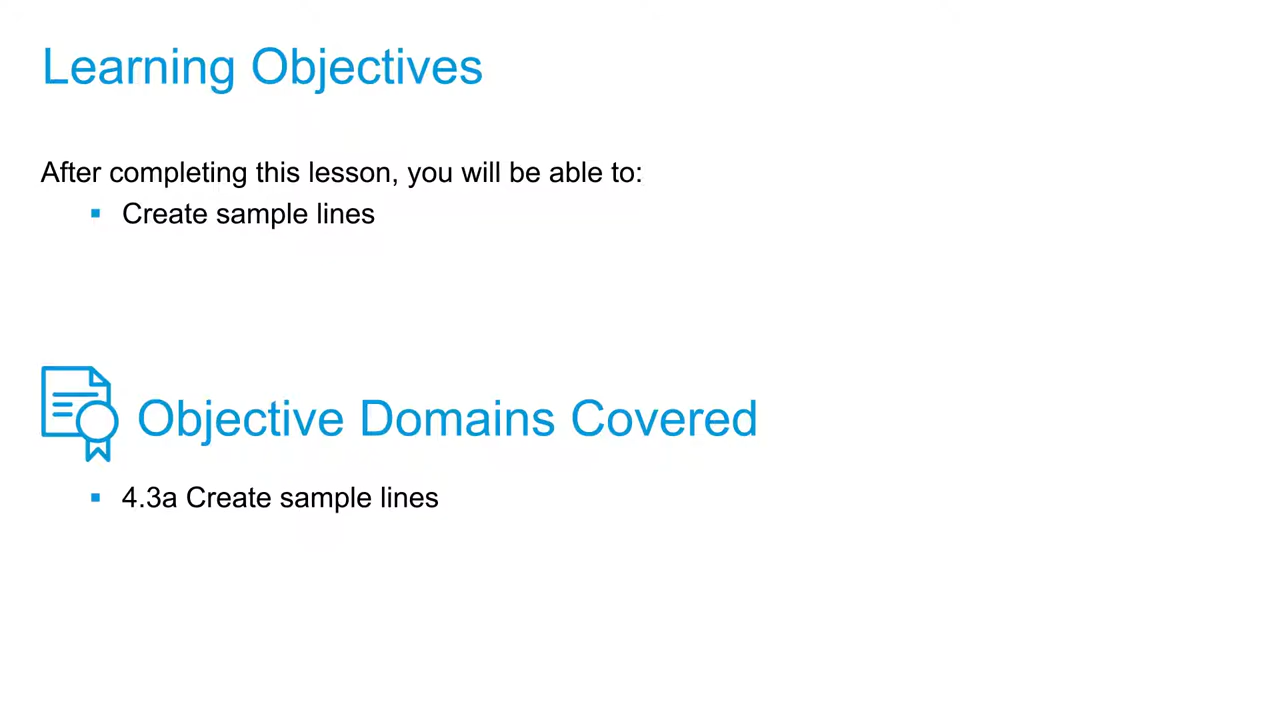 Learning Objectives
After completing this lesson, you will be able to:
▪ Create sample lines
Objective Domains Covered
▪ 4.3a Create sample lines